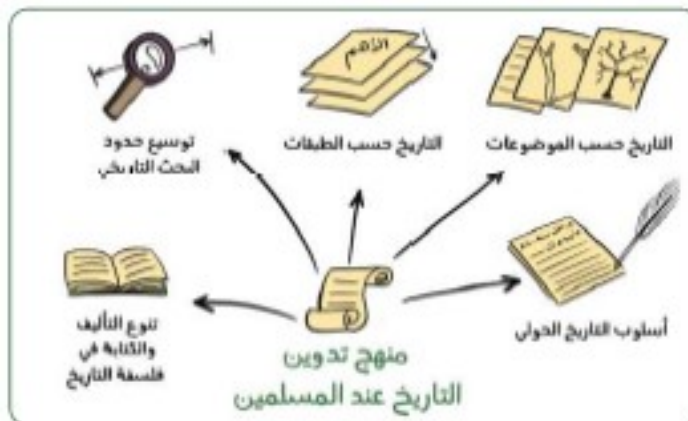 الأهم
التاريخ حسب الموضوعات
التاريخ حسب الطبقات
توسيع حدود
البحث التاريخي
أسلوب التاريخ الحولي
تنوع التأليف
والكتابة في
فلسفة التاريخ
منهج تدوين
التاريخ عند المسلمين